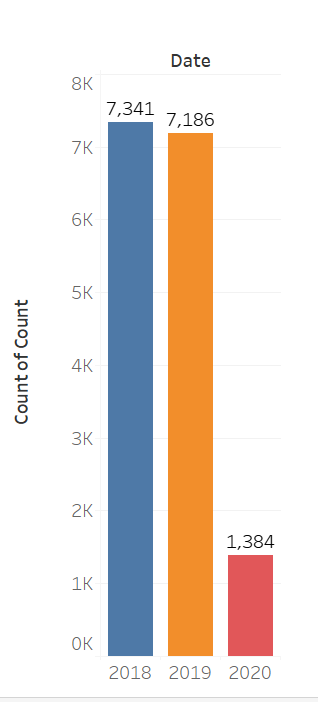 Date
8K
7,341
7,186
7K
6K
5K
4K
3K
2K
1,384
1K
0K
Count of Count
2018 2019 2020